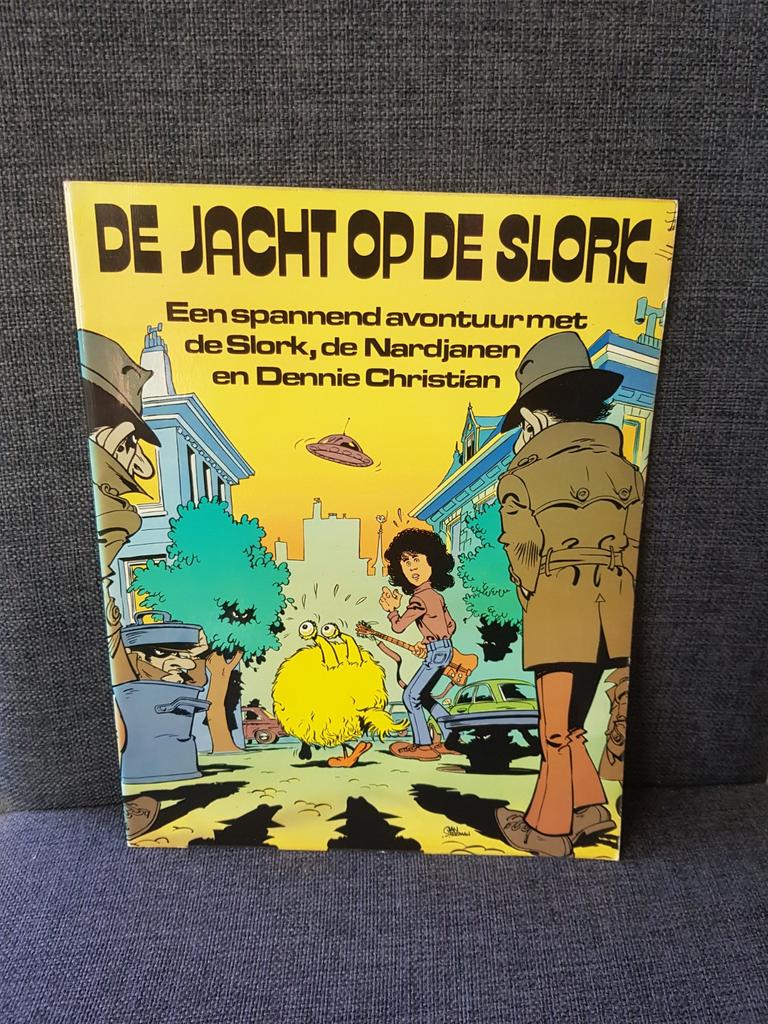 DE JACHT OP DE SLORK
Een spannend avontuur met
de Slork, de Nardjanen
en Dennie Christian